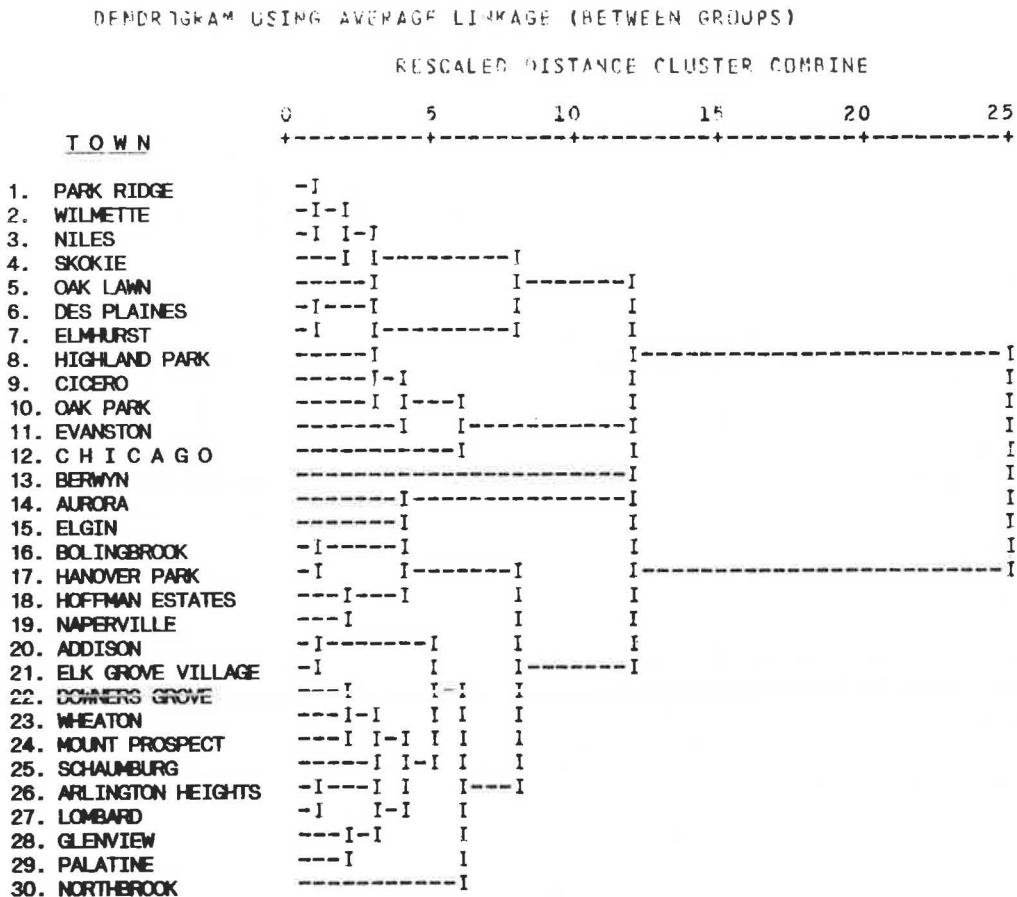 DENDROGRAM USING AVERAGE LINKAGE (BETWEEN GROUPS)
RESCALED DISTANCE CLUSTER COMBINE
0 5 10 15 20 25
TOWN
1. PARK RIDGE
2. WILMETTE
3. NILES
4. SKOKIE
5. OAK LAWN
6. DES PLAINES
7. ELMHURST
8. HIGHLAND PARK
9. CICERO
10. OAK PARK
11. EVANSTON
12. CHICAGO
13. BERWYN
14. AURORA
15. ELGIN
16. BOLINGBROOK
17. HANOVER PARK
18. HOFFMAN ESTATES
19. NAPERVILLE
20. ADDISON
21. ELK GROVE VILLAGE
22. DOWNERS GROVE
23. WHEATON
24. MOUNT PROSPECT
25. SCHAUMBURG
26. ARLINGTON HEIGHTS
27. LOMBARD
28. GLENVIEW
29. PALATINE
30. NORTHBROOK